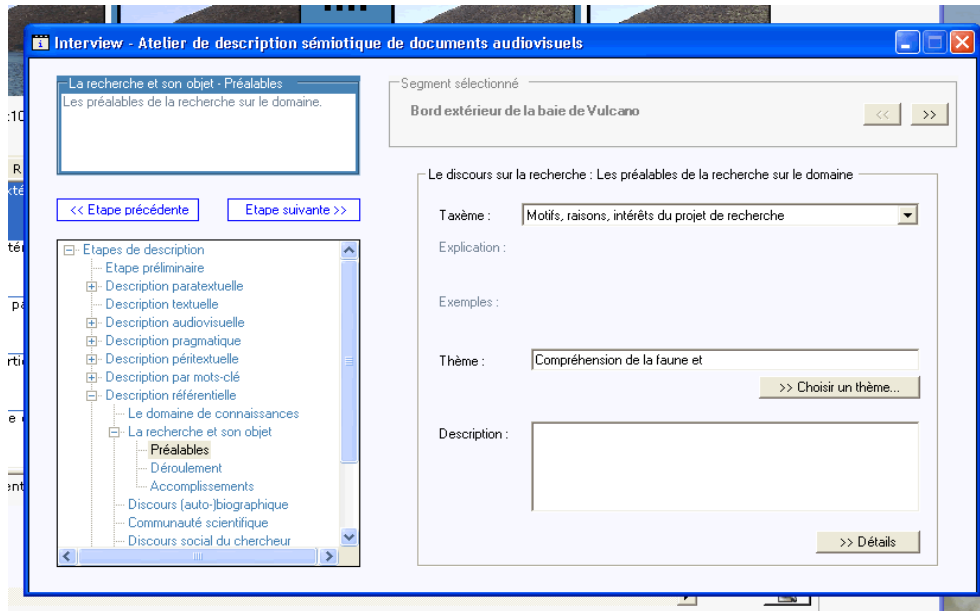 Interview - Atelier de description sémiotique de documents audiovisuels
La recherche et son objet - Préalables
Les préalables de la recherche sur le domaine.
Segment sélectionné
Bord extérieur de la baie de Vulcano
<<
>>
<< Etape précédente
Etape suivante >>
Etapes de description
Etape préliminaire
Description paratextuelle
Description textuelle
Description audiovisuelle
Description pragmatique
Description péritextuelle
Description par mots-clé
Description référentielle
Le domaine de connaissances
La recherche et son objet
Préalables
Déroulement
Accomplissements
Discours (auto-)biographique
Communauté scientifique
Discours social du chercheur
Le discours sur la recherche : Les préalables de la recherche sur le domaine
Taxème :
Motifs, raisons, intérêts du projet de recherche
Explication :
Exemples :
Thème :
Compréhension de la faune et
>> Choisir un thème...
Description :
>> Détails